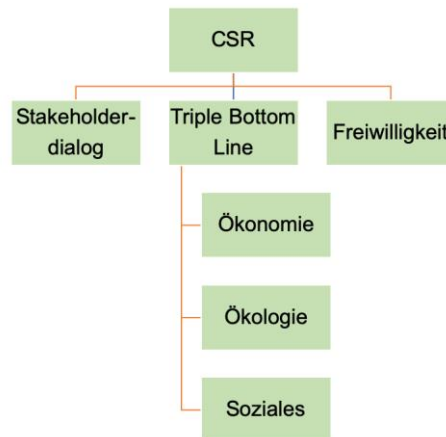 CSR
Stakeholder-
dialog
Triple Bottom
Line
Freiwilligkeit
Ökonomie
Ökologie
Soziales